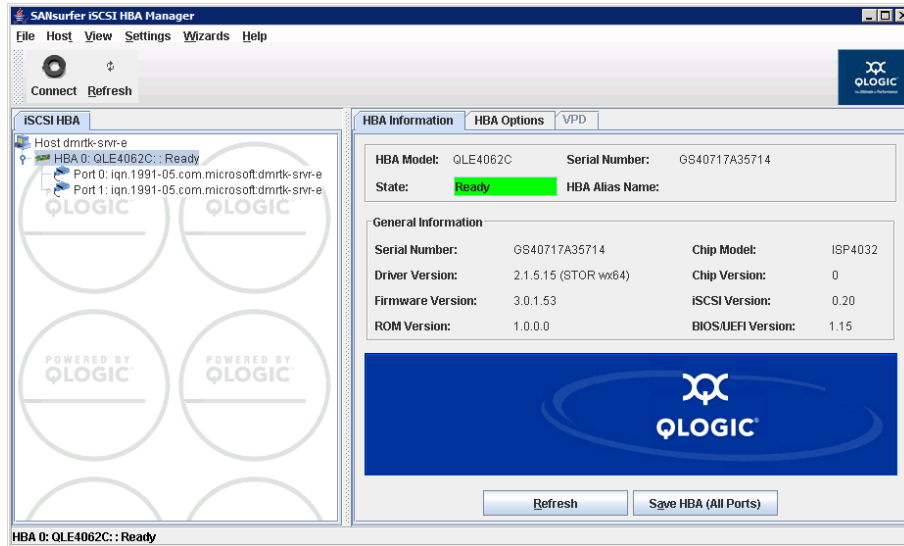 SANsurfer iSCSI HBA Manager
File Host View Settings Wizards Help
Connect Refresh
QLOGIC
iSCSI HBA
Host dmrtk-srvr-e
HBA 0: QLE4062C: : Ready
Port 0: iqn.1991-05.com.microsoft:dmrtk-srvr-e
Port 1: iqn.1991-05.com.microsoft:dmrtk-srvr-e
QLOGIC QLOGIC
POWERED BY POWERED BY
QLOGIC QLOGIC
HBA Information HBA Options VPD
HBA Model: QLE4062C Serial Number: GS40717A35714
State: Ready HBA Alias Name:
General Information
Serial Number: GS40717A35714 Chip Model: ISP4032
Driver Version: 2.1.5.15 (STOR wx64) Chip Version: 0
Firmware Version: 3.0.1.53 iSCSI Version: 0.20
ROM Version: 1.0.0.0 BIOS/UEFI Version: 1.15
QLOGIC
Refresh Save HBA (All Ports)
HBA 0: QLE4062C: : Ready